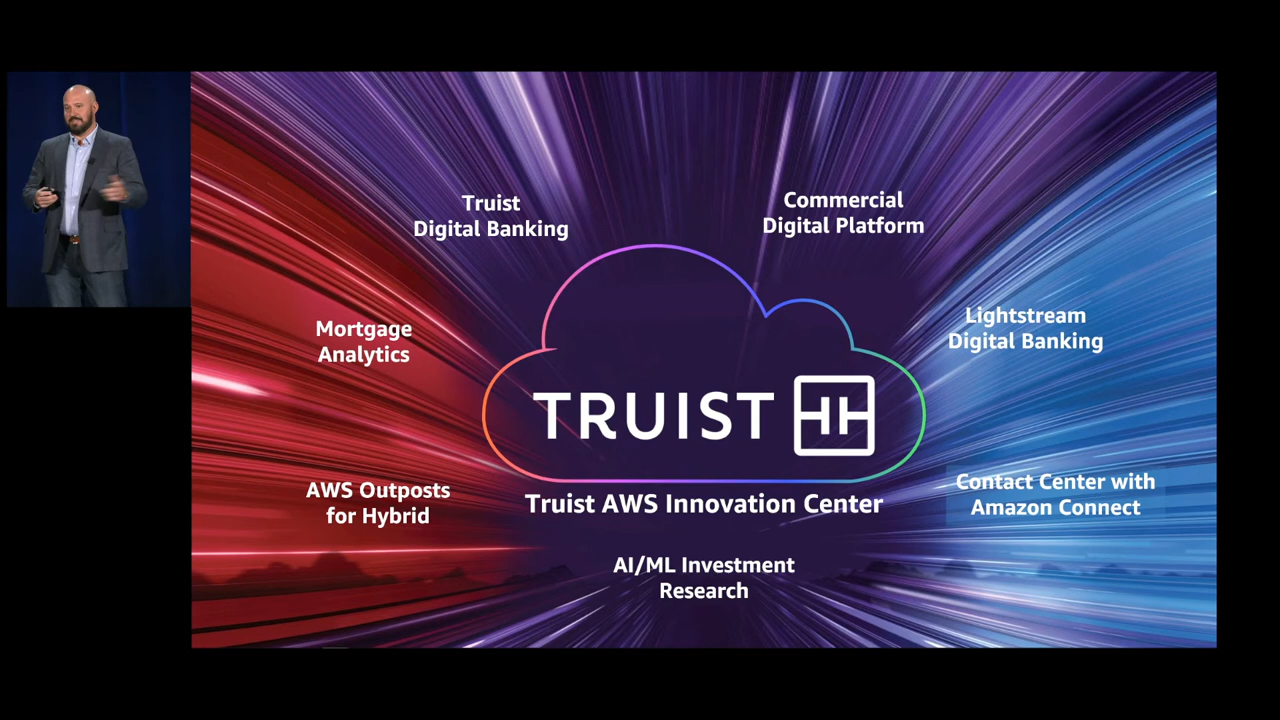 Truist
Digital Banking
Commercial
Digital Platform
Mortgage
Analytics
Lightstream
Digital Banking
TRUIST
AWS Outposts
for Hybrid
Truist AWS Innovation Center
Contact Center with
Amazon Connect
AI/ML Investment
Research